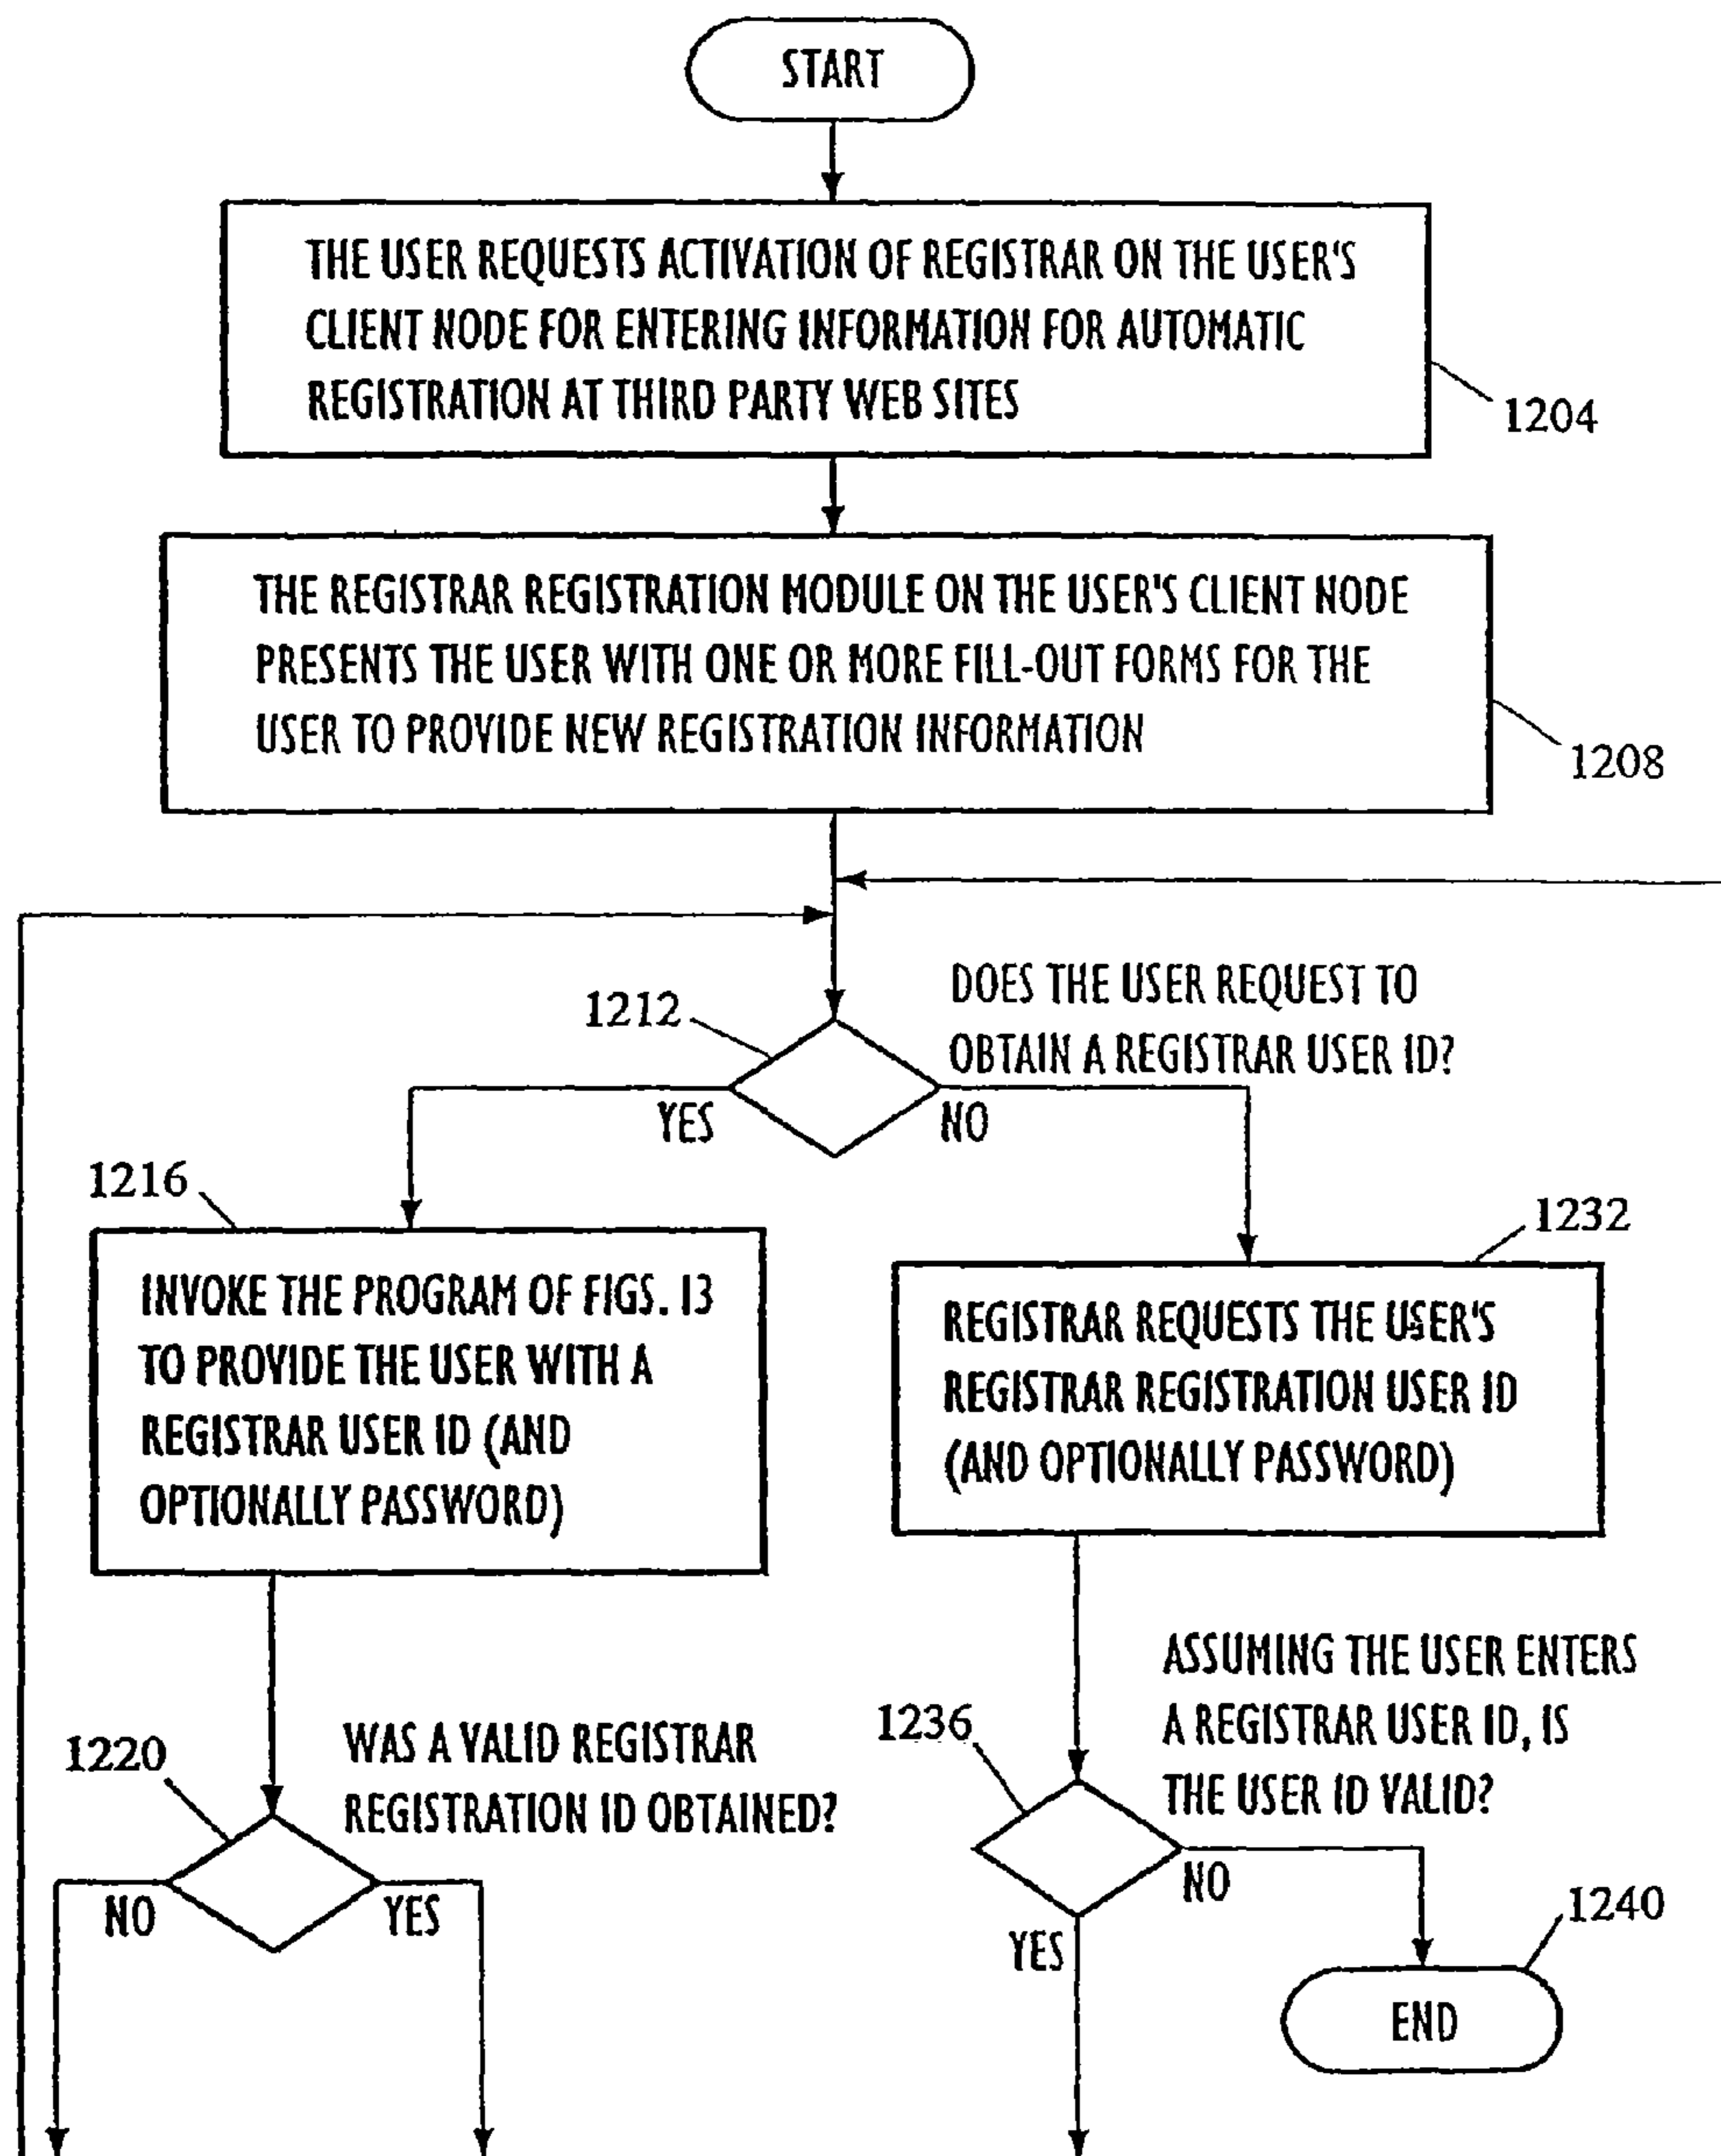 START
THE USER REQUESTS ACTIVATION OF REGISTRAR ON THE USER'S
CLIENT NODE FOR ENTERING INFORMATION FOR AUTOMATIC
REGISTRATION AT THIRD PARTY WEB SITES
1204
THE REGISTRAR REGISTRATION MODULE ON THE USER'S CLIENT NODE
PRESENTS THE USER WITH ONE OR MORE FILL-OUT FORMS FOR THE
USER TO PROVIDE NEW REGISTRATION INFORMATION
1208
1212
DOES THE USER REQUEST TO
OBTAIN A REGISTRAR USER ID?
YES
NO
1216
INVOKE THE PROGRAM OF FIGS. 13
TO PROVIDE THE USER WITH A
REGISTRAR USER ID (AND
OPTIONALLY PASSWORD)
1232
REGISTRAR REQUESTS THE USER'S
REGISTRAR REGISTRATION USER ID
(AND OPTIONALLY PASSWORD)
1220
WAS A VALID REGISTRAR
REGISTRATION ID OBTAINED?
NO
YES
1236
ASSUMING THE USER ENTERS
A REGISTRAR USER ID, IS
THE USER ID VALID?
NO
YES
1240
END